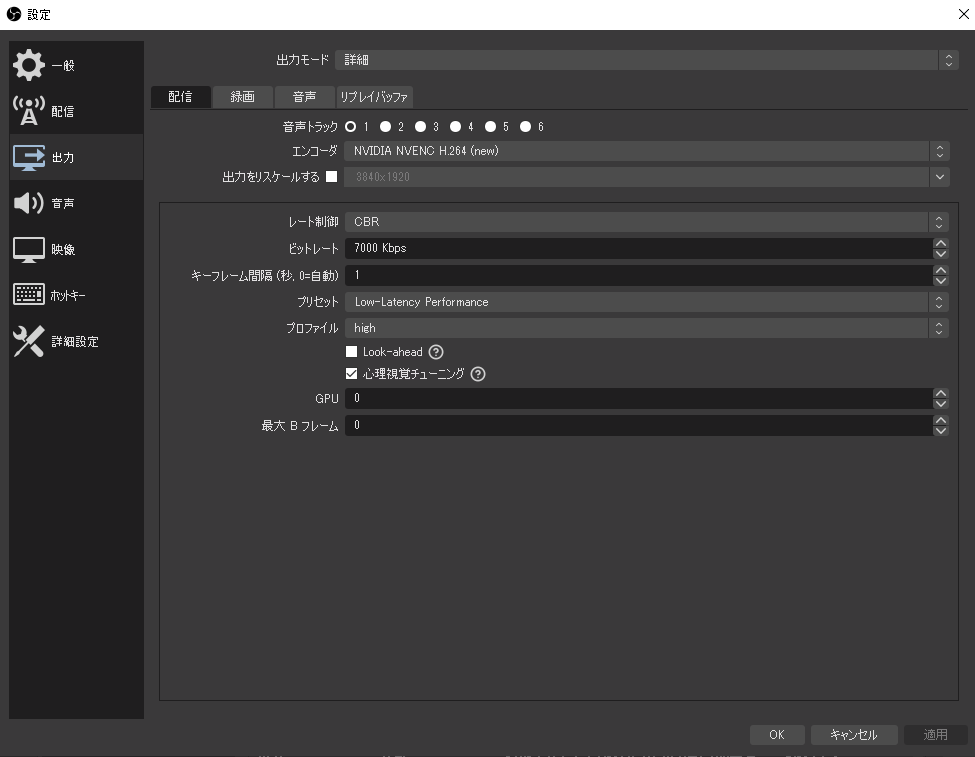 設定
一般
配信
出力
音声
映像
ホットキー
詳細設定
出力モード 詳細
配信 録画 音声 リプレイバッファ
音声トラック 1 2 3 4 5 6
エンコーダ NVIDIA NVENC H.264 (new)
出力をリスケールする 3840x1920
レート制御 CBR
ビットレート 7000 Kbps
キーフレーム間隔 (秒, 0=自動) 1
プリセット Low-Latency Performance
プロファイル high
Look-ahead ?
心理視覚チューニング ?
GPU 0
最大 B フレーム 0
OK キャンセル 適用